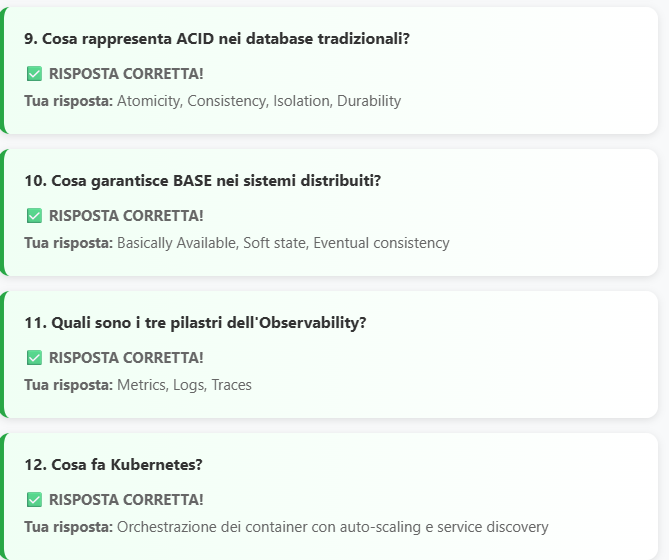 9. Cosa rappresenta ACID nei database tradizionali?
✅ RISPOSTA CORRETTA!
Tua risposta: Atomicity, Consistency, Isolation, Durability
10. Cosa garantisce BASE nei sistemi distribuiti?
✅ RISPOSTA CORRETTA!
Tua risposta: Basically Available, Soft state, Eventual consistency
11. Quali sono i tre pilastri dell'Observability?
✅ RISPOSTA CORRETTA!
Tua risposta: Metrics, Logs, Traces
12. Cosa fa Kubernetes?
✅ RISPOSTA CORRETTA!
Tua risposta: Orchestrazione dei container con auto-scaling e service discovery